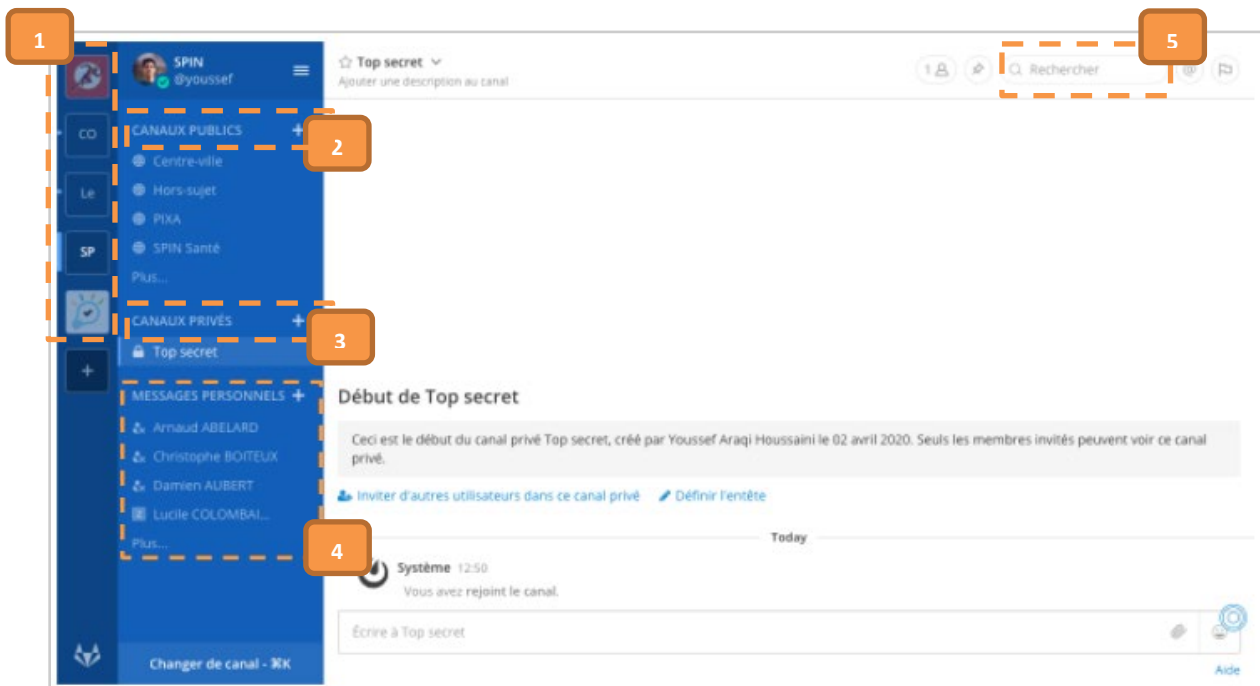 1
5
SPIN
@youssef
Top secret
Ajouter une description au canal
1
Rechercher
@
CO
CANAUX PUBLICS +
2
Centre-ville
Le
Hors-sujet
PIXA
SP
SPIN Santé
Plus...
CANAUX PRIVÉS +
3
Top secret
+
MESSAGES PERSONNELS +
Début de Top secret
Arnaud ABELARD
Ceci est le début du canal privé Top secret, créé par Youssef Araqi Houssaini le 02 avril 2020. Seuls les membres invités peuvent voir ce canal
privé.
Christophe BOITEUX
Damien AUBERT
Inviter d'autres utilisateurs dans ce canal privé Définir l'entête
Lucile COLOMBAI...
Plus...
4
Today
Système 12:50
Vous avez rejoint le canal.
Écrire à Top secret
Changer de canal - ⌘K
Aide